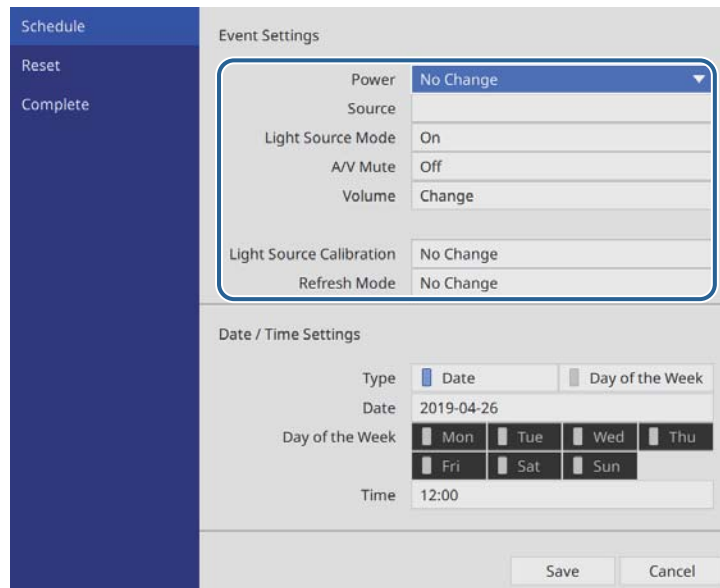 Schedule
Reset
Complete
Event Settings
Power No Change
Source
Light Source Mode On
A/V Mute Off
Volume Change
Light Source Calibration No Change
Refresh Mode No Change
Date / Time Settings
Type Date Day of the Week
Date 2019-04-26
Day of the Week Mon Tue Wed Thu
Fri Sat Sun
Time 12:00
Save Cancel